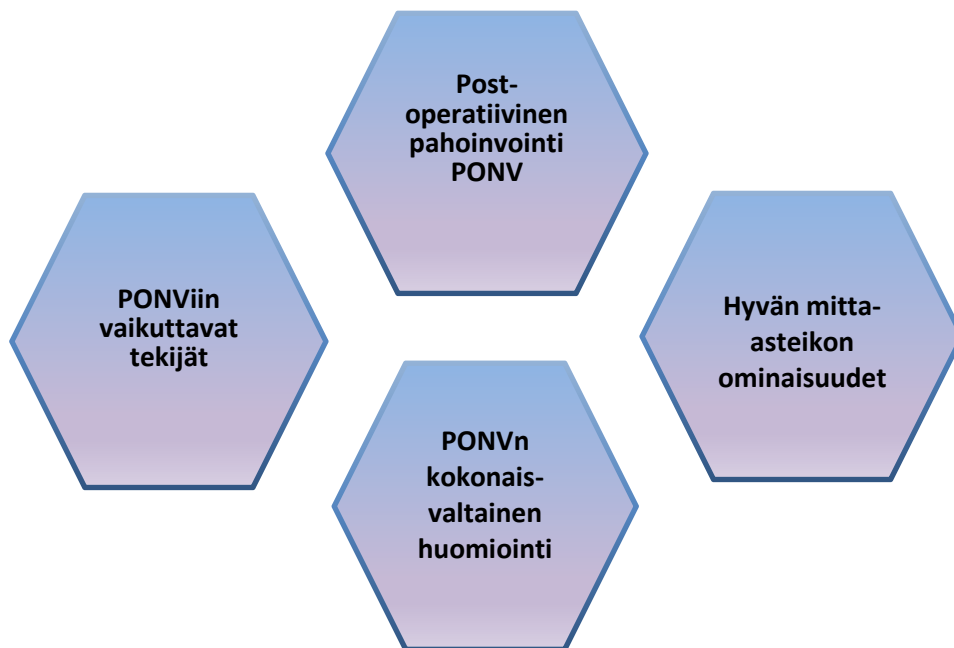 Post-
operatiivinen
pahoinvointi
PONV
PONViin
vaikuttavat
tekijät
Hyvän mitta-
asteikon
ominaisuudet
PONVn
kokonais-
valtainen
huomiointi